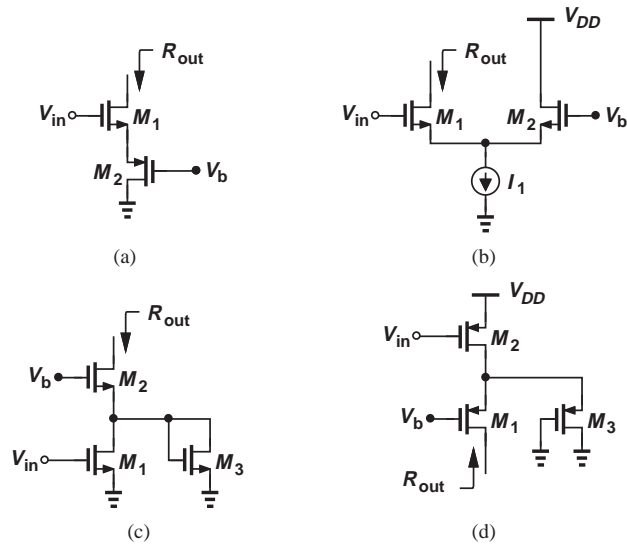 R_out
V_in
M_1
M_2
V_b
(a)
V_DD
R_out
V_in
M_1
M_2
V_b
I_1
(b)
R_out
V_b
M_2
V_in
M_1
M_3
(c)
V_DD
V_in
M_2
V_b
M_1
M_3
R_out
(d)